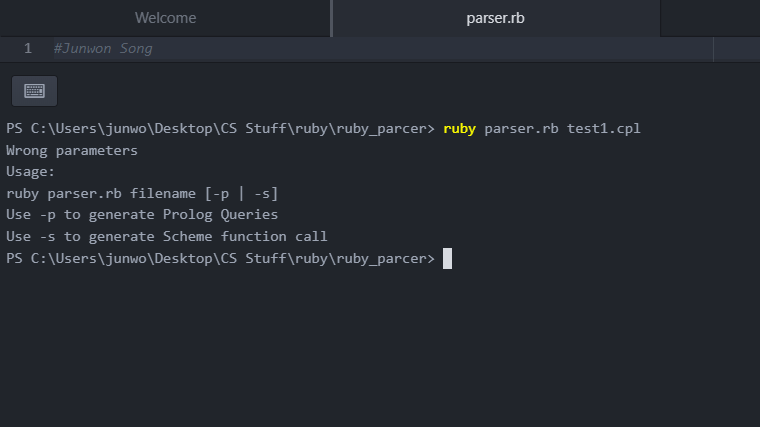 Welcome
parser.rb
1 #Junwon Song
PS C:\Users\junwo\Desktop\CS Stuff\ruby\ruby_parcer> ruby parser.rb test1.cpl
Wrong parameters
Usage:
ruby parser.rb filename [-p | -s]
Use -p to generate Prolog Queries
Use -s to generate Scheme function call
PS C:\Users\junwo\Desktop\CS Stuff\ruby\ruby_parcer>